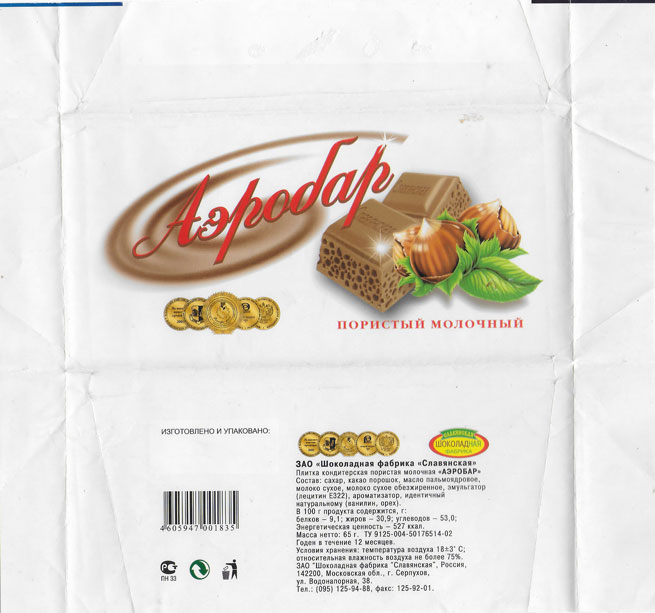 Аэробар
ПОРИСТЫЙ МОЛОЧНЫЙ
ИЗГОТОВЛЕНО И УПАКОВАНО:
4605947001835
ПН 33
СЛАВЯНСКАЯ
ШОКОЛАДНАЯ
ФАБРИКА
ЗАО «Шоколадная фабрика «Славянская»
Плитка кондитерская пористая молочная «АЭРОБАР»
Состав: сахар, какао порошок, масло пальмоядровое,
молоко сухое, молоко сухое обезжиренное, эмульгатор
(лецитин Е322), ароматизатор, идентичный
натуральному (ванилин, орех).
В 100 г продукта содержится, г:
белков – 9,1; жиров – 30,9; углеводов – 53,0;
Энергетическая ценность – 527 ккал.
Масса нетто: 65 г. ТУ 9125-004-50176514-02
Годен в течение 12 месяцев.
Условия хранения: температура воздуха 18±3˚ С;
относительная влажность воздуха не более 75%.
ЗАО "Шоколадная фабрика "Славянская", Россия,
142200, Московская обл., г. Серпухов,
ул. Водонапорная, 38.
Тел.: (095) 125-94-88, факс: 125-92-01.